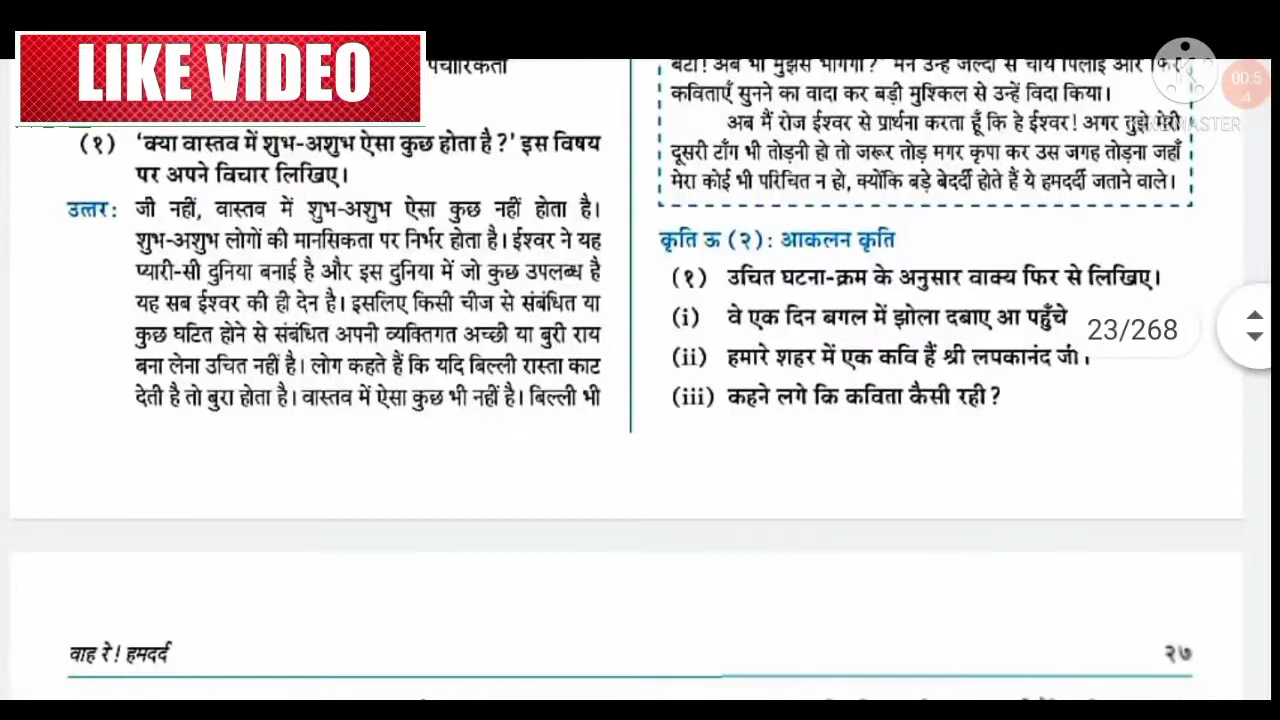 LIKE VIDEO
(१) 'क्या वास्तव में शुभ-अशुभ ऐसा कुछ होता है?' इस विषय
पर अपने विचार लिखिए।
उत्तर: जी नहीं, वास्तव में शुभ-अशुभ ऐसा कुछ नहीं होता है।
शुभ-अशुभ लोगों की मानसिकता पर निर्भर होता है। ईश्वर ने यह
प्यारी-सी दुनिया बनाई है और इस दुनिया में जो कुछ उपलब्ध है
यह सब ईश्वर की ही देन है। इसलिए किसी चीज से संबंधित या
कुछ घटित होने से संबंधित अपनी व्यक्तिगत अच्छी या बुरी राय
बना लेना उचित नहीं है। लोग कहते हैं कि यदि बिल्ली रास्ता काट
देती है तो बुरा होता है। वास्तव में ऐसा कुछ भी नहीं है। बिल्ली भी
बेटा! अब भी मुझसे भागेगा?' मैंने उन्हें जल्दी से चाय पिलाई और फिर
कविताएँ सुनने का वादा कर बड़ी मुश्किल से उन्हें विदा किया।
अब मैं रोज ईश्वर से प्रार्थना करता हूँ कि हे ईश्वर! अगर तुझे मेरी
दूसरी टाँग भी तोड़नी हो तो जरूर तोड़ मगर कृपा कर उस जगह तोड़ना जहाँ
मेरा कोई भी परिचित न हो, क्योंकि बड़े बेदर्दी होते हैं ये हमदर्दी जताने वाले।
कृति ऊ (२): आकलन कृति
(१) उचित घटना-क्रम के अनुसार वाक्य फिर से लिखिए।
(i) वे एक दिन बगल में झोला दबाए आ पहुँचे
(ii) हमारे शहर में एक कवि हैं श्री लपकानंद जी।
(iii) कहने लगे कि कविता कैसी रही?
23/268
00:54
वाह रे! हमदर्द
२७